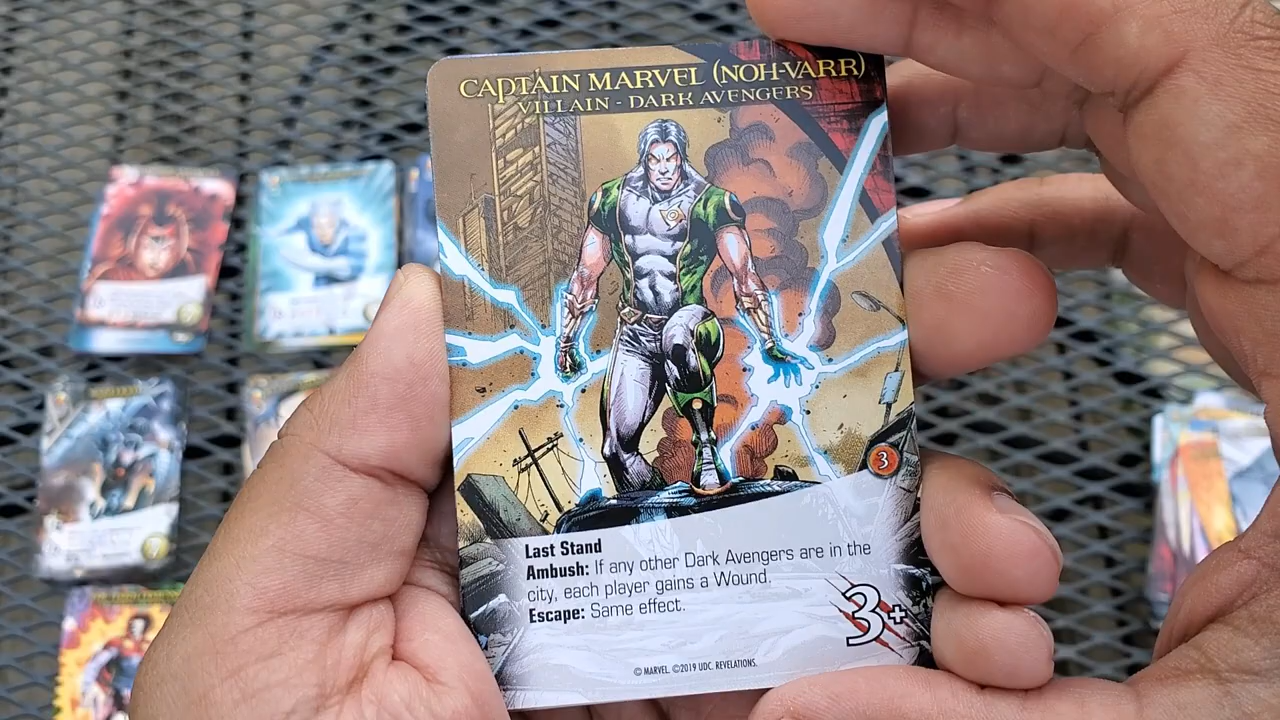 CAPTAIN MARVEL (NOH-VARR)
VILLAIN - DARK AVENGERS
3
Last Stand
Ambush: If any other Dark Avengers are in the
city, each player gains a Wound.
Escape: Same effect.
3+
© MARVEL. ©2019 UDC. REVELATIONS.